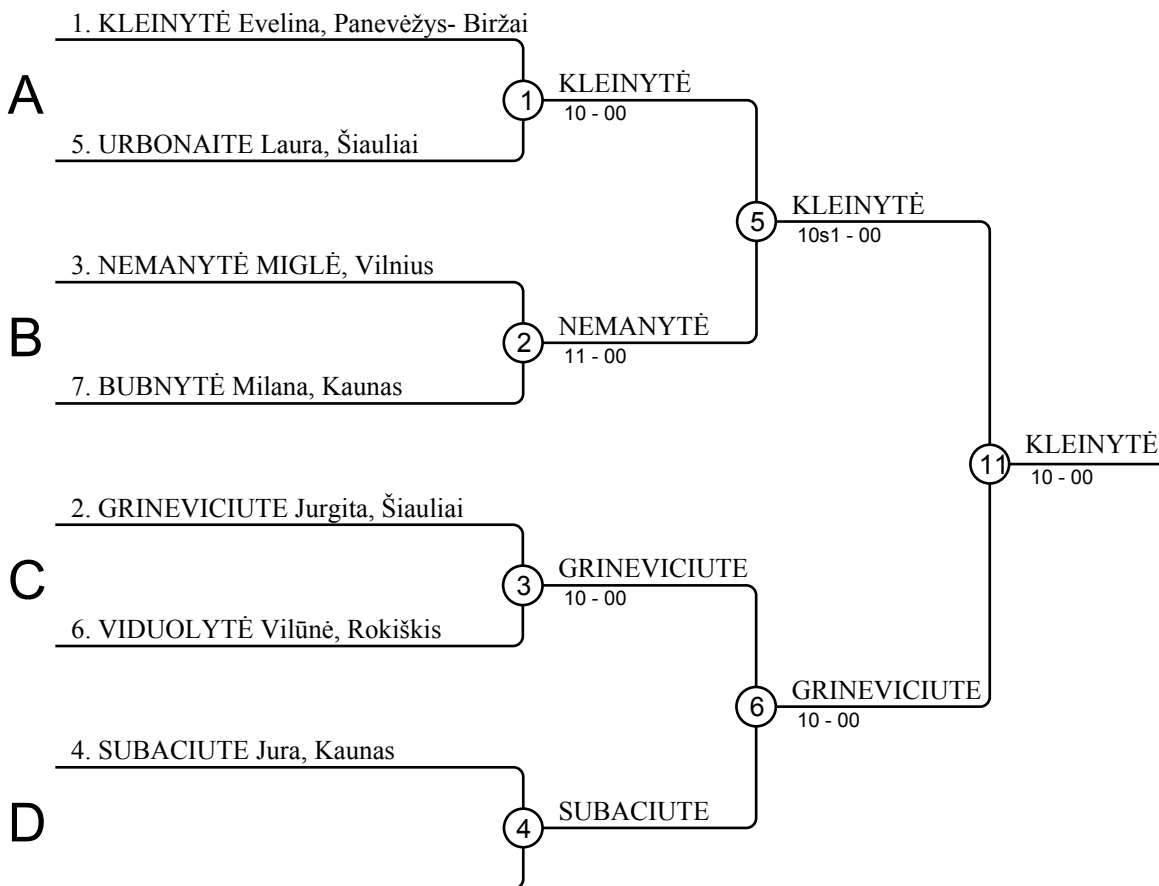 1. KLEINYTĖ Evelina, Panevėžys- Biržai
A
1
KLEINYTĖ
10 - 00
5. URBONAITE Laura, Šiauliai
5
KLEINYTĖ
10s1 - 00
3. NEMANYTĖ MIGLĖ, Vilnius
B
2
NEMANYTĖ
11 - 00
7. BUBNYTĖ Milana, Kaunas
11
KLEINYTĖ
10 - 00
2. GRINEVICIUTE Jurgita, Šiauliai
C
3
GRINEVICIUTE
10 - 00
6. VIDUOLYTĖ Vilūnė, Rokiškis
6
GRINEVICIUTE
10 - 00
4. SUBACIUTE Jura, Kaunas
D
4
SUBACIUTE